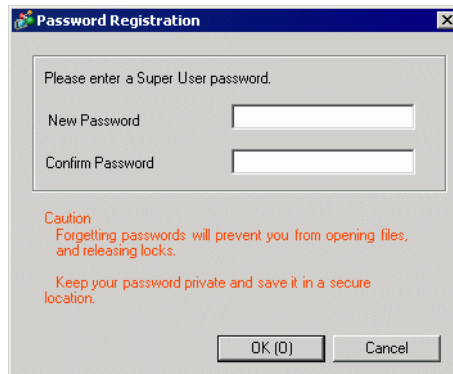 Password Registration
Please enter a Super User password.
New Password
Confirm Password
Caution
Forgetting passwords will prevent you from opening files,
and releasing locks.
Keep your password private and save it in a secure
location.
OK (O)
Cancel